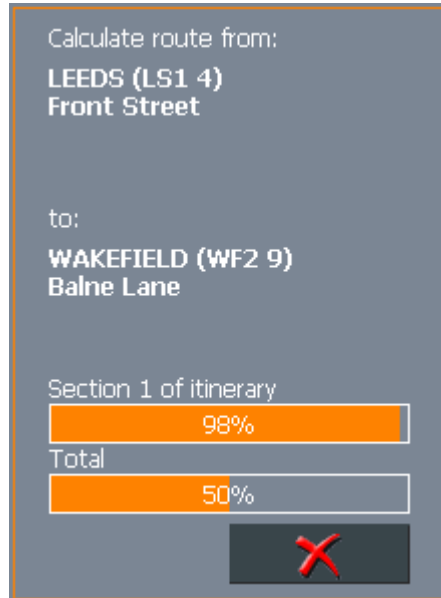 Calculate route from:
LEEDS (LS1 4)
Front Street
to:
WAKEFIELD (WF2 9)
Balne Lane
Section 1 of itinerary
98%
Total
50%